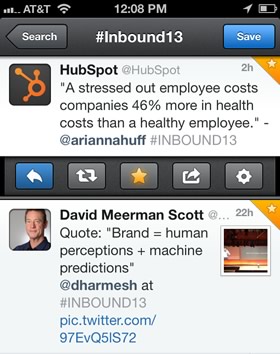 ..ıl AT&T 12:08 PM
Search #Inbound13 Save
HubSpot @HubSpot 2h
"A stressed out employee costs
companies 46% more in health
costs than a healthy employee." -
@ariannahuff #INBOUND13
David Meerman Scott @... 22h
Quote: "Brand = human
perceptions + machine
predictions"
@dharmesh at
#INBOUND13
pic.twitter.com/
97EvQ5lS72